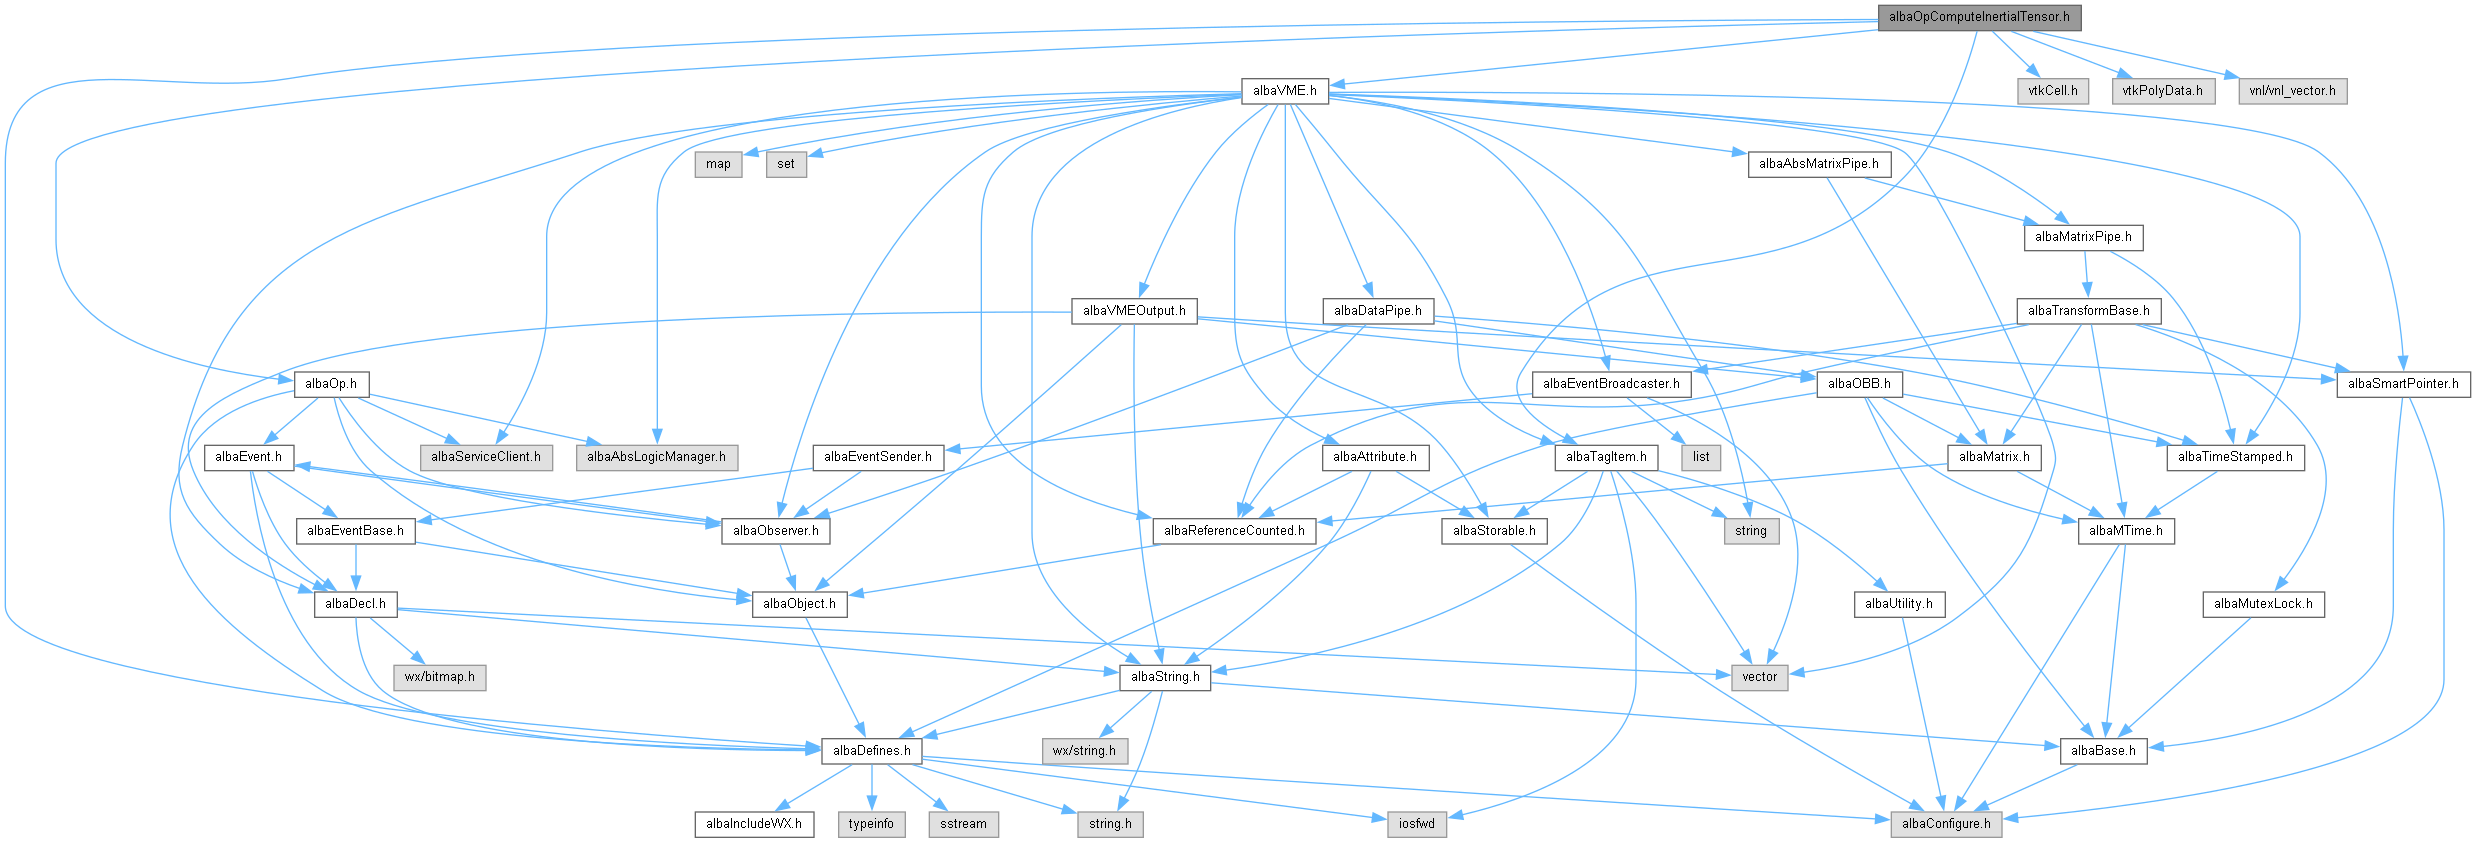 albaOpComputeInertialTensor.h
albaVME.h
vtkCell.h
vtkPolyData.h
vnl/vnl_vector.h
map
set
albaAbsMatrixPipe.h
albaMatrixPipe.h
albaVMEOutput.h
albaDataPipe.h
albaTransformBase.h
albaOp.h
albaEventBroadcaster.h
albaOBB.h
albaSmartPointer.h
albaEvent.h
albaServiceClient.h
albaAbsLogicManager.h
albaEventSender.h
albaAttribute.h
albaTagItem.h
list
albaMatrix.h
albaTimeStamped.h
albaEventBase.h
albaObserver.h
albaReferenceCounted.h
albaStorable.h
string
albaMTime.h
albaDecl.h
albaObject.h
albaUtility.h
albaMutexLock.h
wx/bitmap.h
albaString.h
vector
albaDefines.h
wx/string.h
albaBase.h
albaIncludeWX.h
typeinfo
sstream
string.h
iosfwd
albaConfigure.h